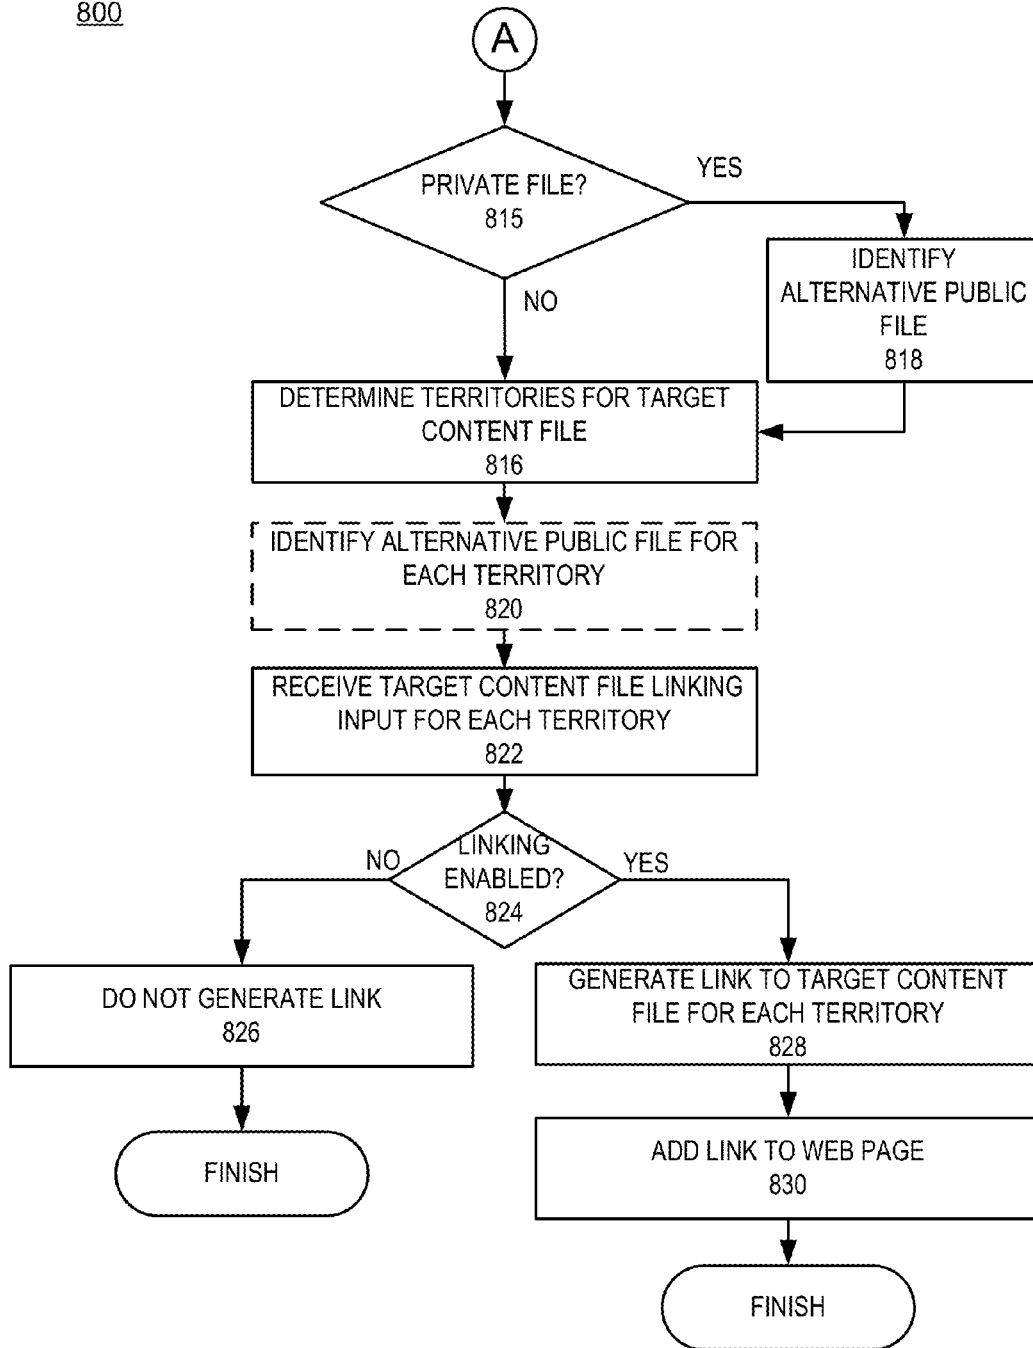 800
A
PRIVATE FILE?
815
YES
NO
IDENTIFY
ALTERNATIVE PUBLIC
FILE
818
DETERMINE TERRITORIES FOR TARGET
CONTENT FILE
816
IDENTIFY ALTERNATIVE PUBLIC FILE FOR
EACH TERRITORY
820
RECEIVE TARGET CONTENT FILE LINKING
INPUT FOR EACH TERRITORY
822
LINKING
ENABLED?
824
NO
YES
DO NOT GENERATE LINK
826
FINISH
GENERATE LINK TO TARGET CONTENT
FILE FOR EACH TERRITORY
828
ADD LINK TO WEB PAGE
830
FINISH